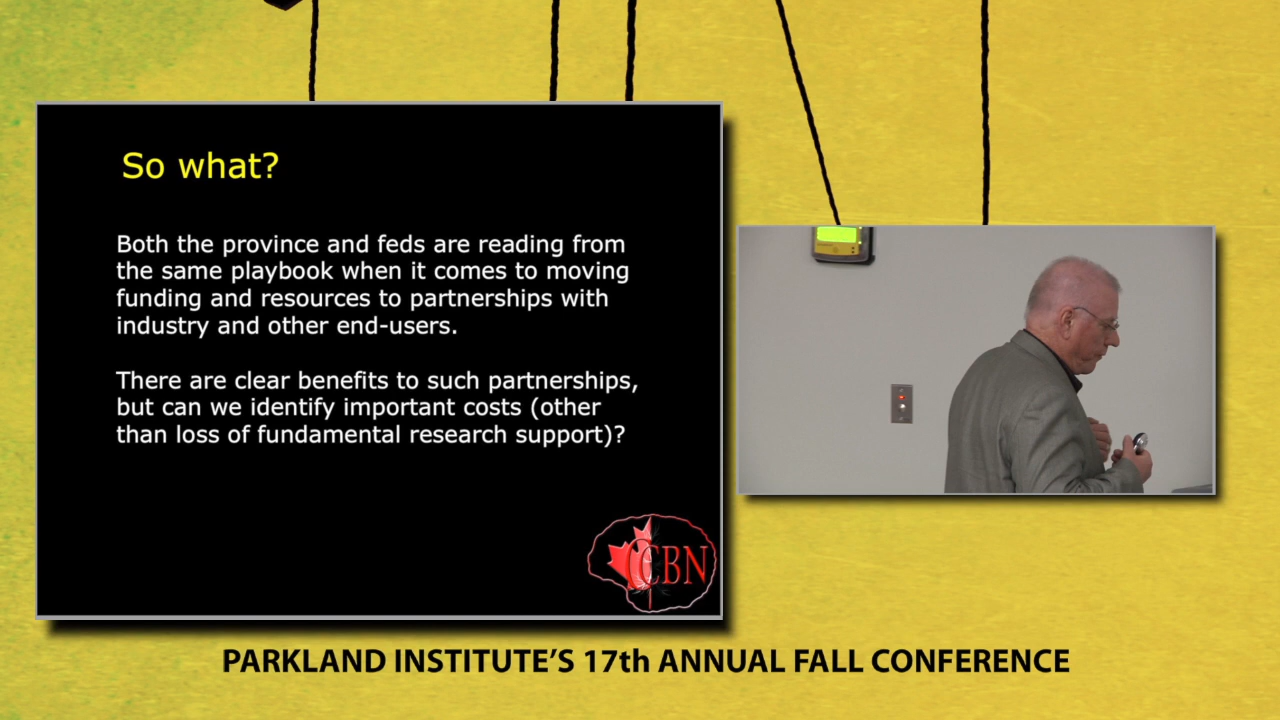 So what?
Both the province and feds are reading from
the same playbook when it comes to moving
funding and resources to partnerships with
industry and other end-users.
There are clear benefits to such partnerships,
but can we identify important costs (other
than loss of fundamental research support)?
CCBN
PARKLAND INSTITUTE'S 17th ANNUAL FALL CONFERENCE